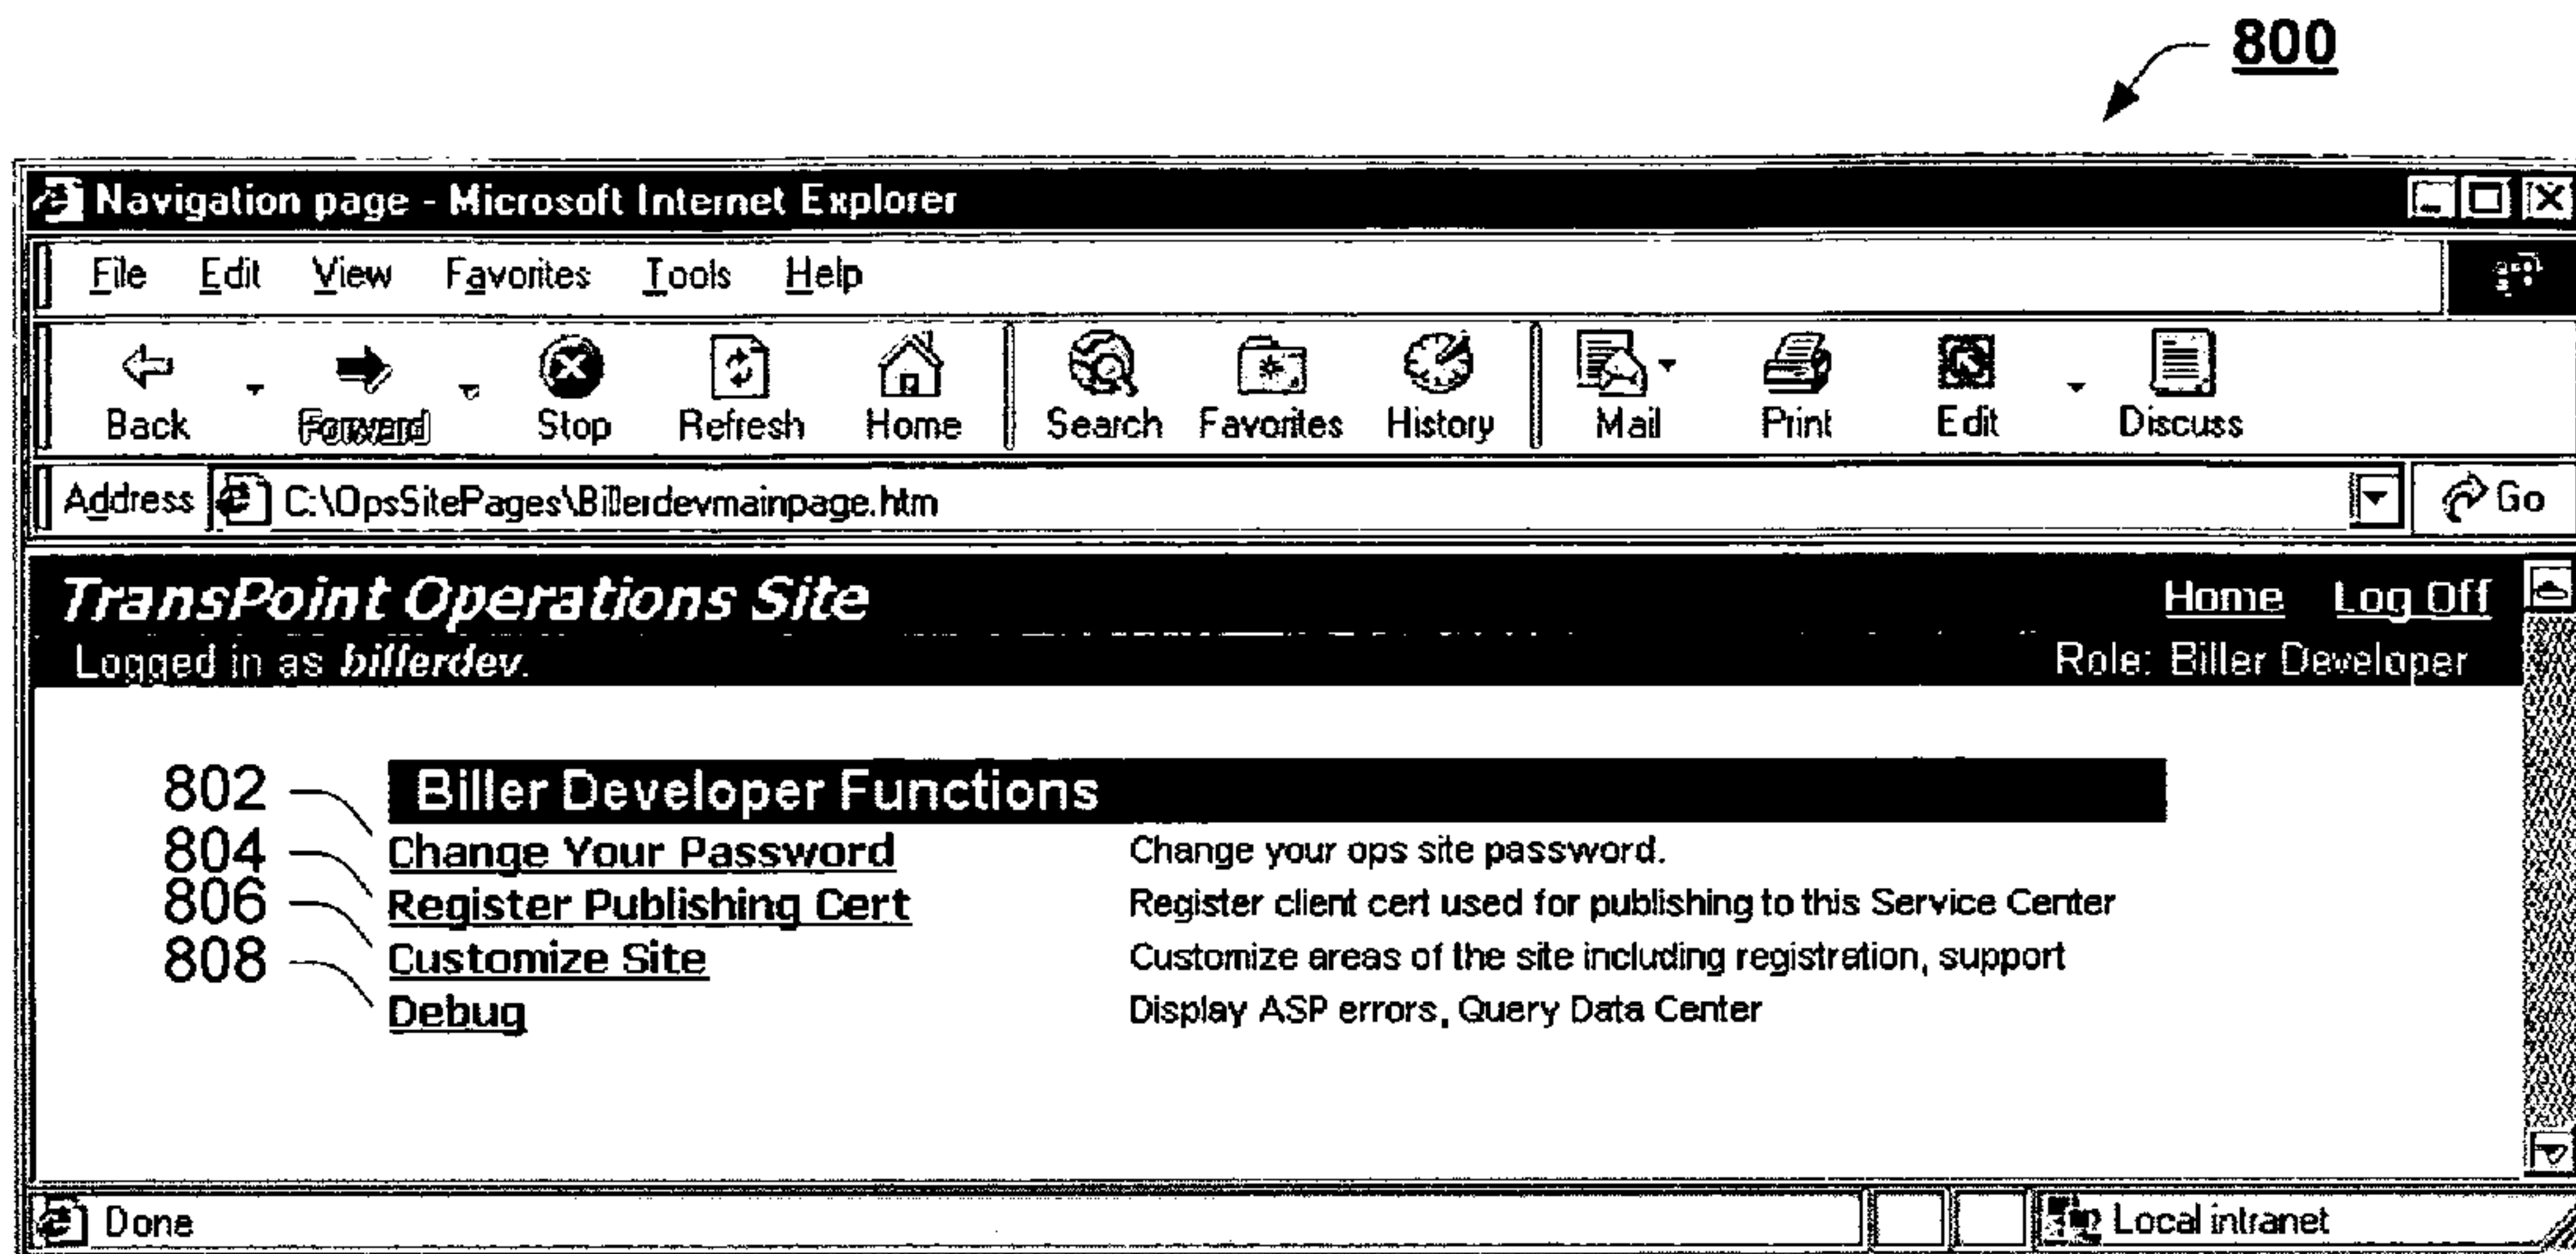 800
Navigation page - Microsoft Internet Explorer
File Edit View Favorites Tools Help
Back Forward Stop Refresh Home Search Favorites History Mail Print Edit Discuss
Address C:\OpsSitePages\Billerdevmainpage.htm Go
TransPoint Operations Site Home Log Off
Logged in as billerdev. Role: Biller Developer
Biller Developer Functions
802 Change Your Password Change your ops site password.
804 Register Publishing Cert Register client cert used for publishing to this Service Center
806 Customize Site Customize areas of the site including registration, support
808 Debug Display ASP errors, Query Data Center
Done Local intranet